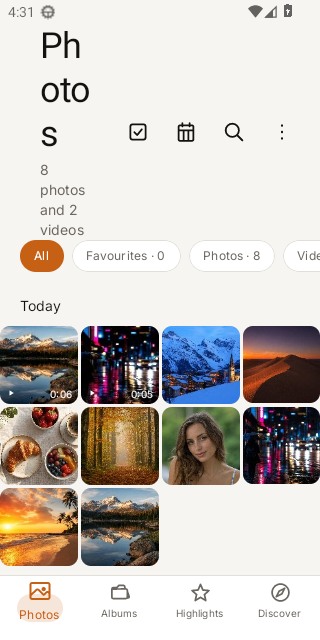 4:31
Ph
oto
s
8
photos
and 2
videos
All
Favourites · 0
Photos · 8
Vide
Today
0:06
0:05
Photos
Albums
Highlights
Discover